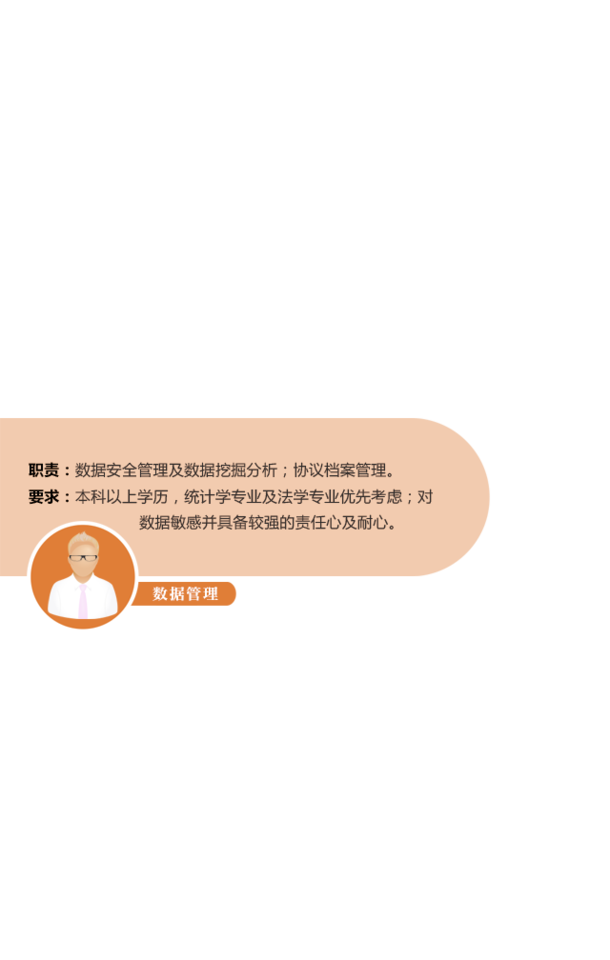 职责：数据安全管理及数据挖掘分析；协议档案管理。
要求：本科以上学历，统计学专业及法学专业优先考虑；对
数据敏感并具备较强的责任心及耐心。
数据管理